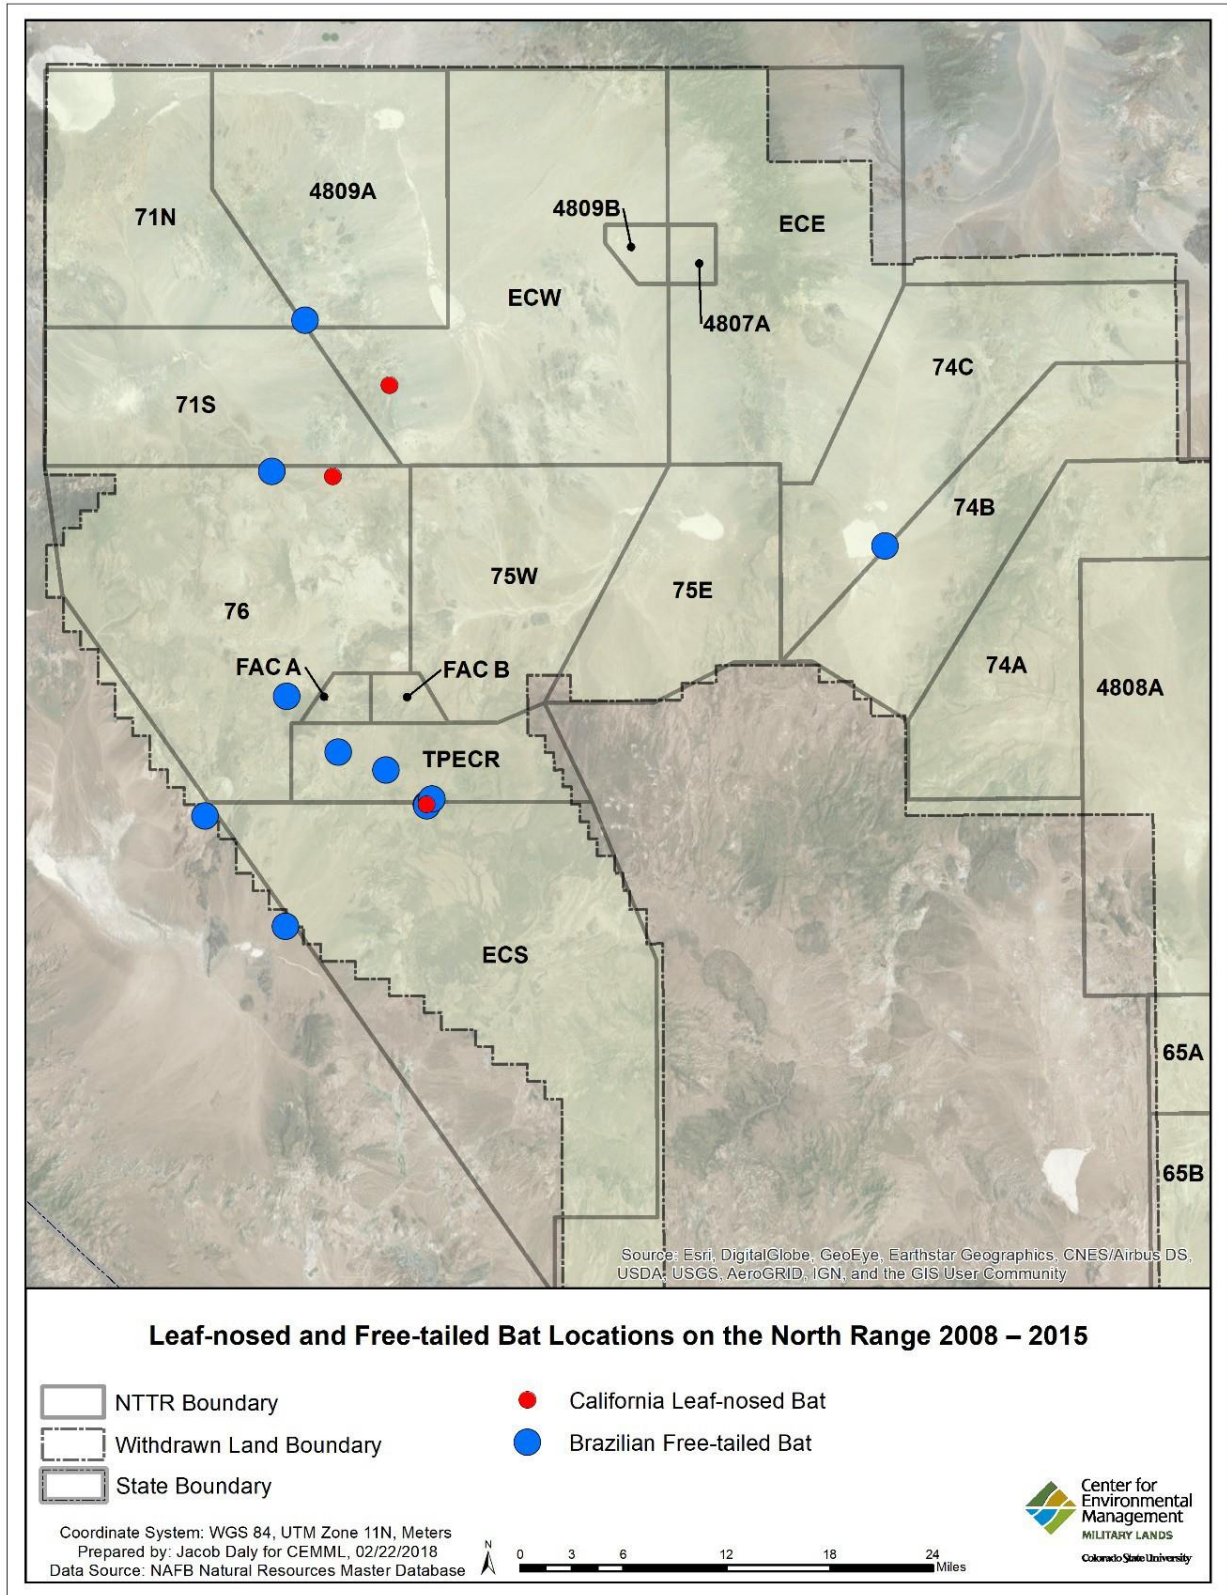 4809A
71N
4809B
ECE
ECW
4807A
74C
71S
74B
75W
75E
76
FAC A
FAC B
74A
4808A
TPECR
ECS
65A
65B
Source: Esri, DigitalGlobe, GeoEye, Earthstar Geographics, CNES/Airbus DS,
USDA, USGS, AeroGRID, IGN, and the GIS User Community
Leaf-nosed and Free-tailed Bat Locations on the North Range 2008 – 2015
NTTR Boundary
Withdrawn Land Boundary
State Boundary
California Leaf-nosed Bat
Brazilian Free-tailed Bat
Coordinate System: WGS 84, UTM Zone 11N, Meters
Prepared by: Jacob Daly for CEMML, 02/22/2018
Data Source: NAFB Natural Resources Master Database
N
0 3 6 12 18 24
Miles
Center for
Environmental
Management
MILITARY LANDS
Colorado State University